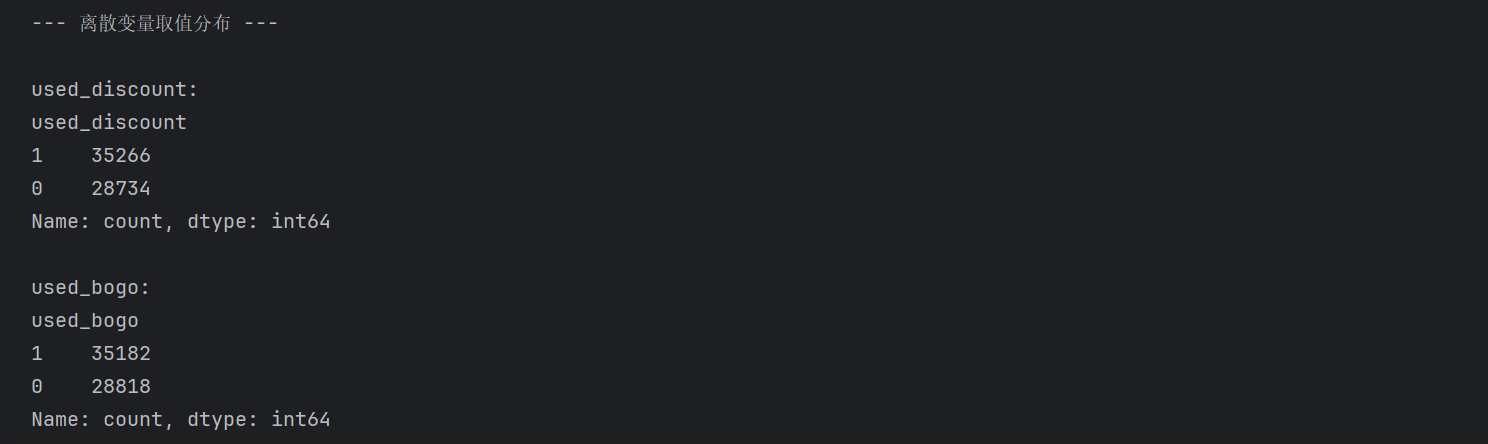 --- 离散变量取值分布 ---
used_discount:
used_discount
1    35266
0    28734
Name: count, dtype: int64
used_bogo:
used_bogo
1    35182
0    28818
Name: count, dtype: int64